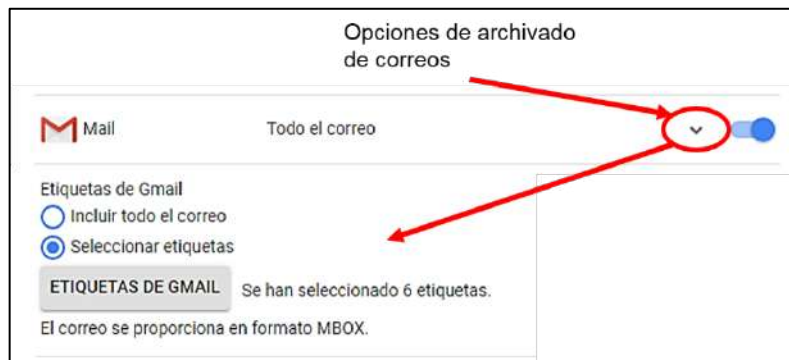 Opciones de archivado
de correos
Mail Todo el correo
Etiquetas de Gmail
Incluir todo el correo
Seleccionar etiquetas
ETIQUETAS DE GMAIL Se han seleccionado 6 etiquetas.
El correo se proporciona en formato MBOX.